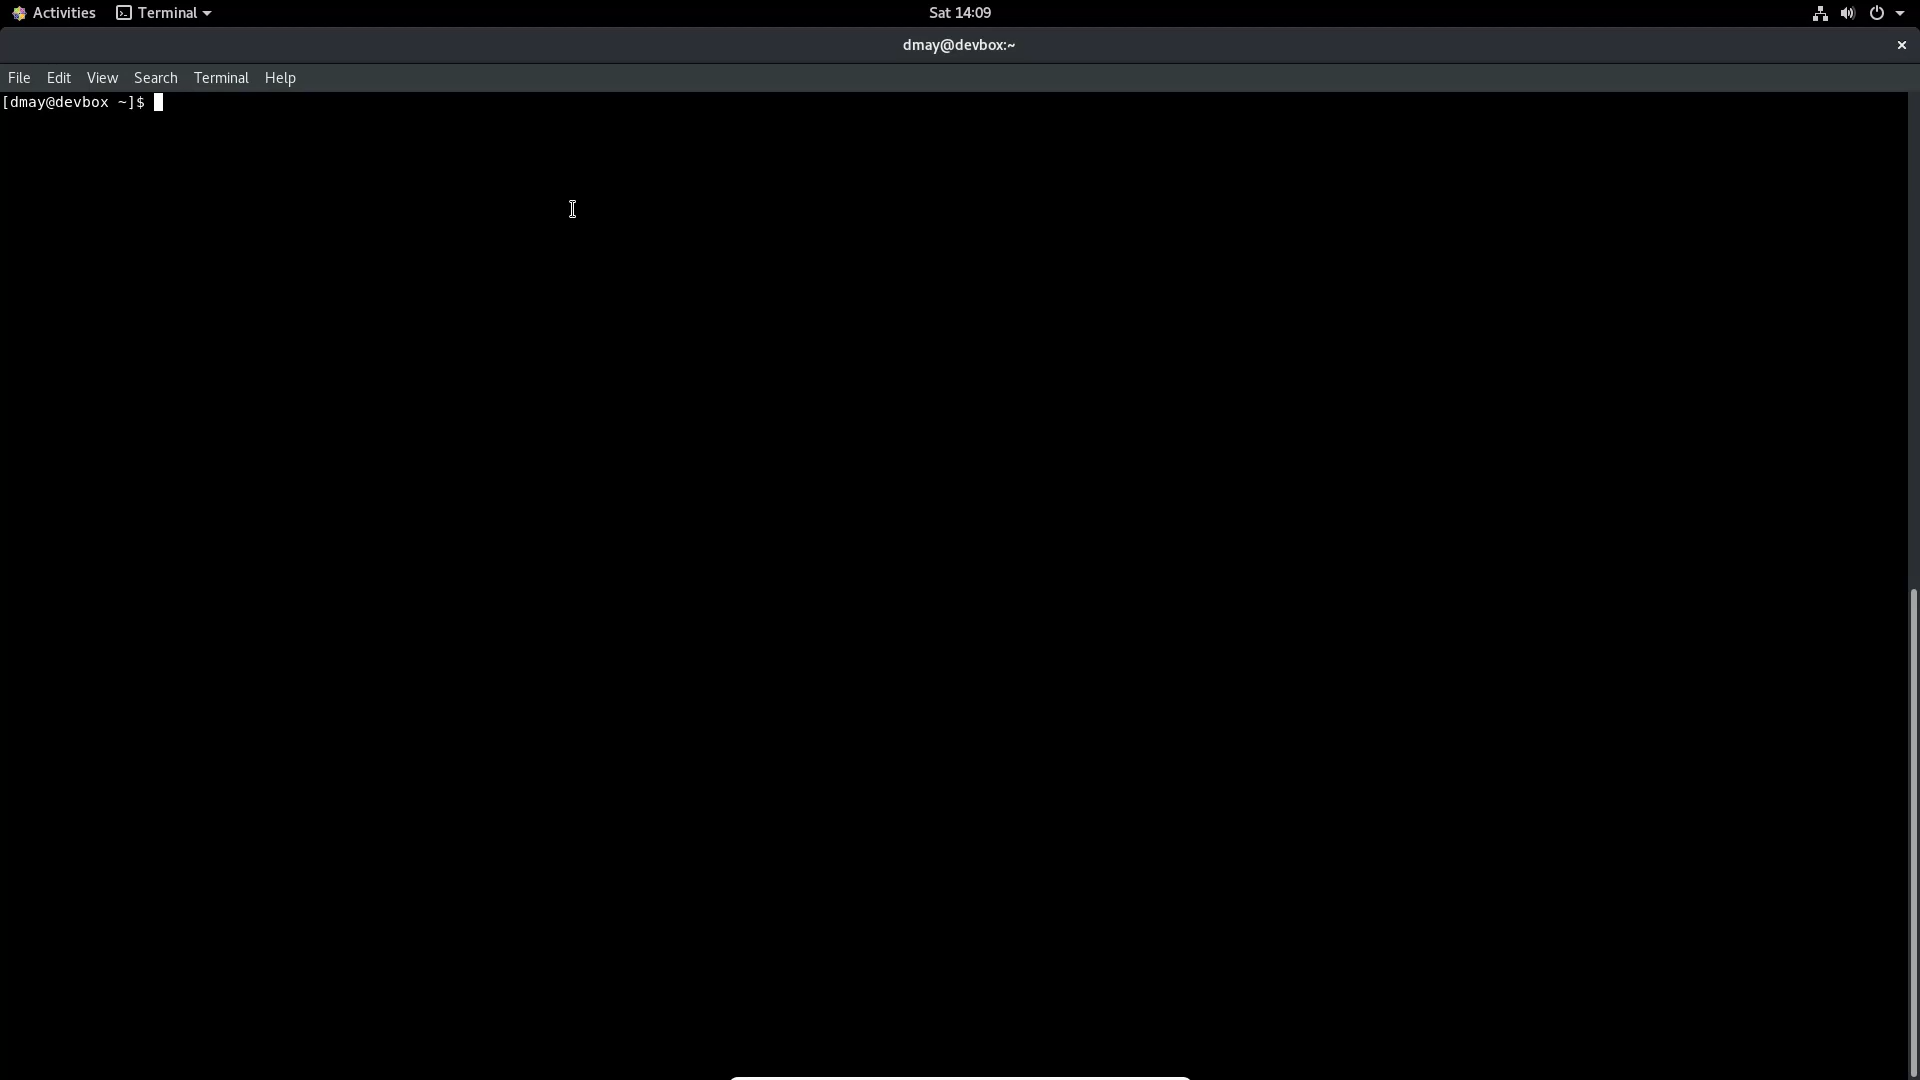 Activities Terminal Sat 14:09
dmay@devbox:~
File Edit View Search Terminal Help
[dmay@devbox ~]$